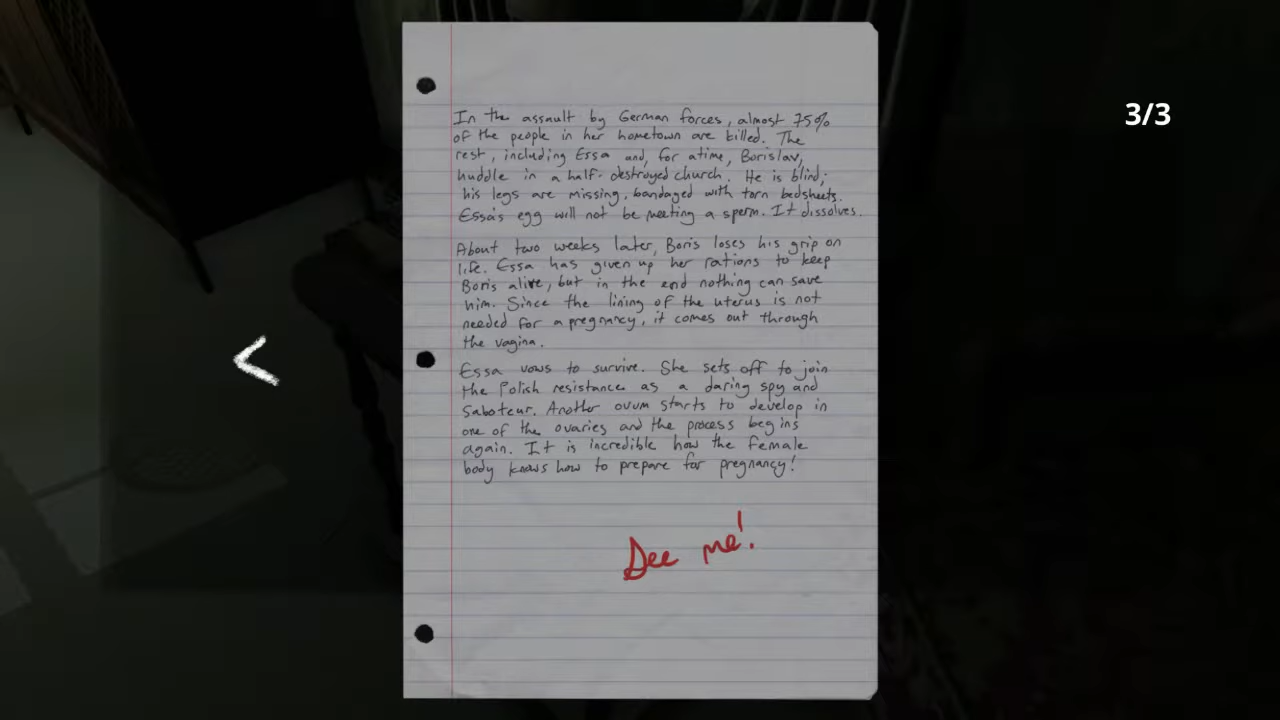 3/3
In the assault by German forces, almost 75%
of the people in her hometown are killed. The
rest, including Essa and, for atime, Borislav,
huddle in a half-destroyed church. He is blind;
his legs are missing, bandaged with torn bedsheets.
Essa's egg will not be meeting a sperm. It dissolves.
About two weeks later, Boris loses his grip on
life. Essa has given up her rations to keep
Boris alive, but in the end nothing can save
him. Since the lining of the uterus is not
needed for a pregnancy, it comes out through
the vagina.
Essa vows to survive. She sets off to join
the Polish resistance as a daring spy and
saboteur. Another ovum starts to develop in
one of the ovaries and the process begins
again. It is incredible how the female
body knows how to prepare for pregnancy!
See me!